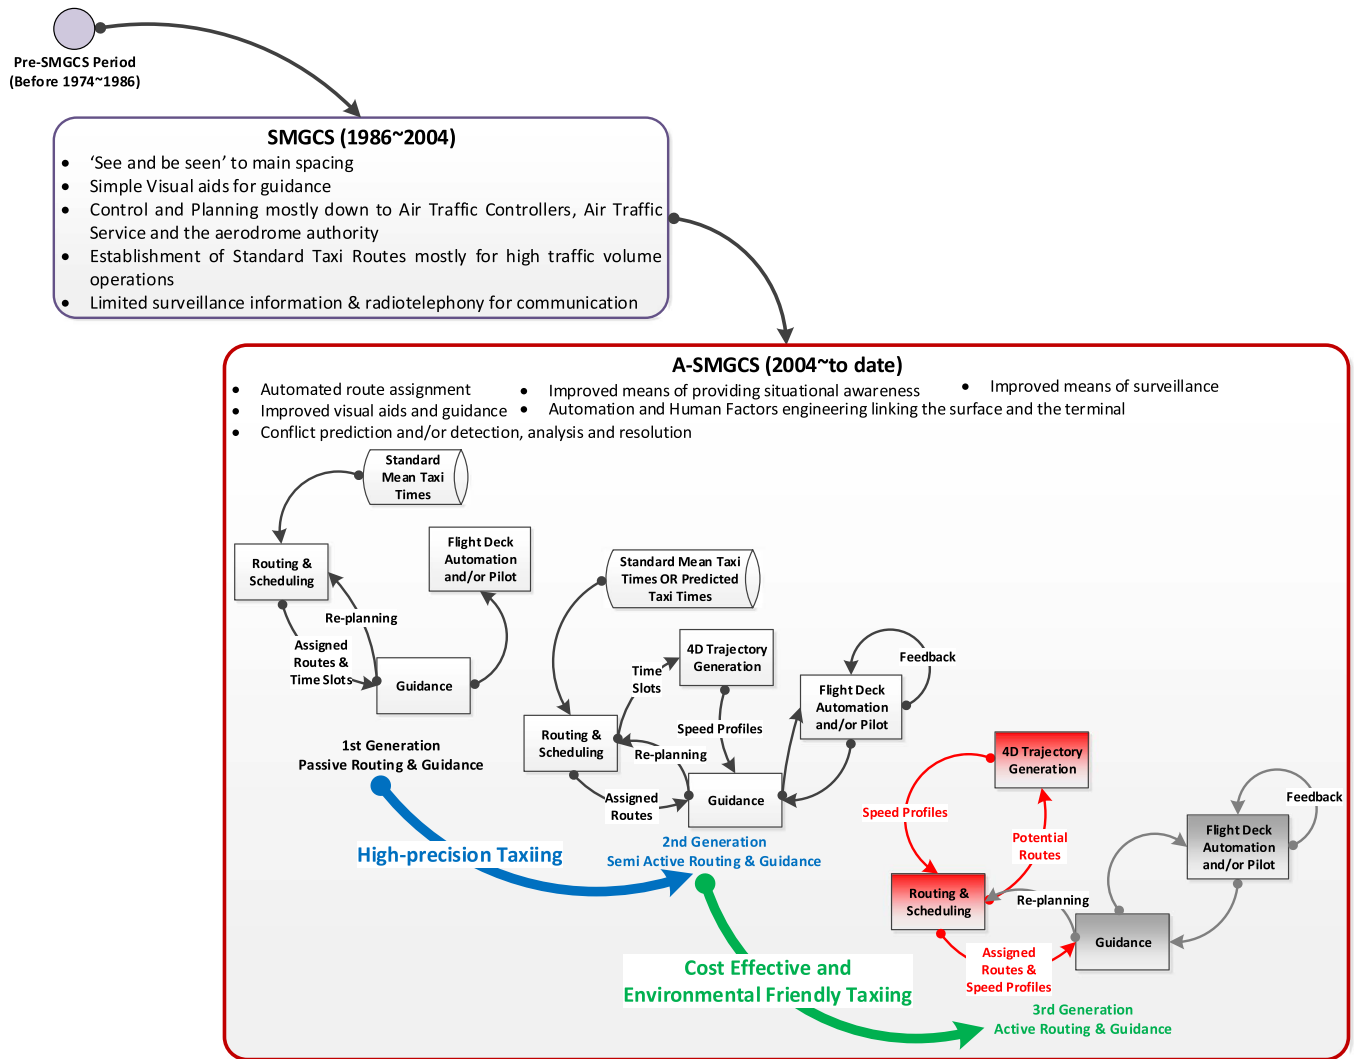 Pre-SMGCS Period
(Before 1974~1986)
SMGCS (1986~2004)
• ‘See and be seen’ to main spacing
• Simple Visual aids for guidance
• Control and Planning mostly down to Air Traffic Controllers, Air Traffic
Service and the aerodrome authority
• Establishment of Standard Taxi Routes mostly for high traffic volume
operations
• Limited surveillance information & radiotelephony for communication
A-SMGCS (2004~to date)
• Automated route assignment
• Improved visual aids and guidance
• Conflict prediction and/or detection, analysis and resolution
• Improved means of providing situational awareness
• Automation and Human Factors engineering linking the surface and the terminal
• Improved means of surveillance
Standard
Mean Taxi
Times
Routing &
Scheduling
Flight Deck
Automation
and/or Pilot
Re-planning
Assigned
Routes &
Time Slots
Guidance
1st Generation
Passive Routing & Guidance
High-precision Taxiing
Standard Mean Taxi
Times OR Predicted
Taxi Times
4D Trajectory
Generation
Time
Slots
Feedback
Flight Deck
Automation
and/or Pilot
Speed Profiles
Routing &
Scheduling
Re-planning
Assigned
Routes
Guidance
2nd Generation
Semi Active Routing & Guidance
Cost Effective and
Environmental Friendly Taxiing
4D Trajectory
Generation
Speed Profiles
Potential
Routes
Feedback
Flight Deck
Automation
and/or Pilot
Routing &
Scheduling
Re-planning
Guidance
Assigned
Routes &
Speed Profiles
3rd Generation
Active Routing & Guidance